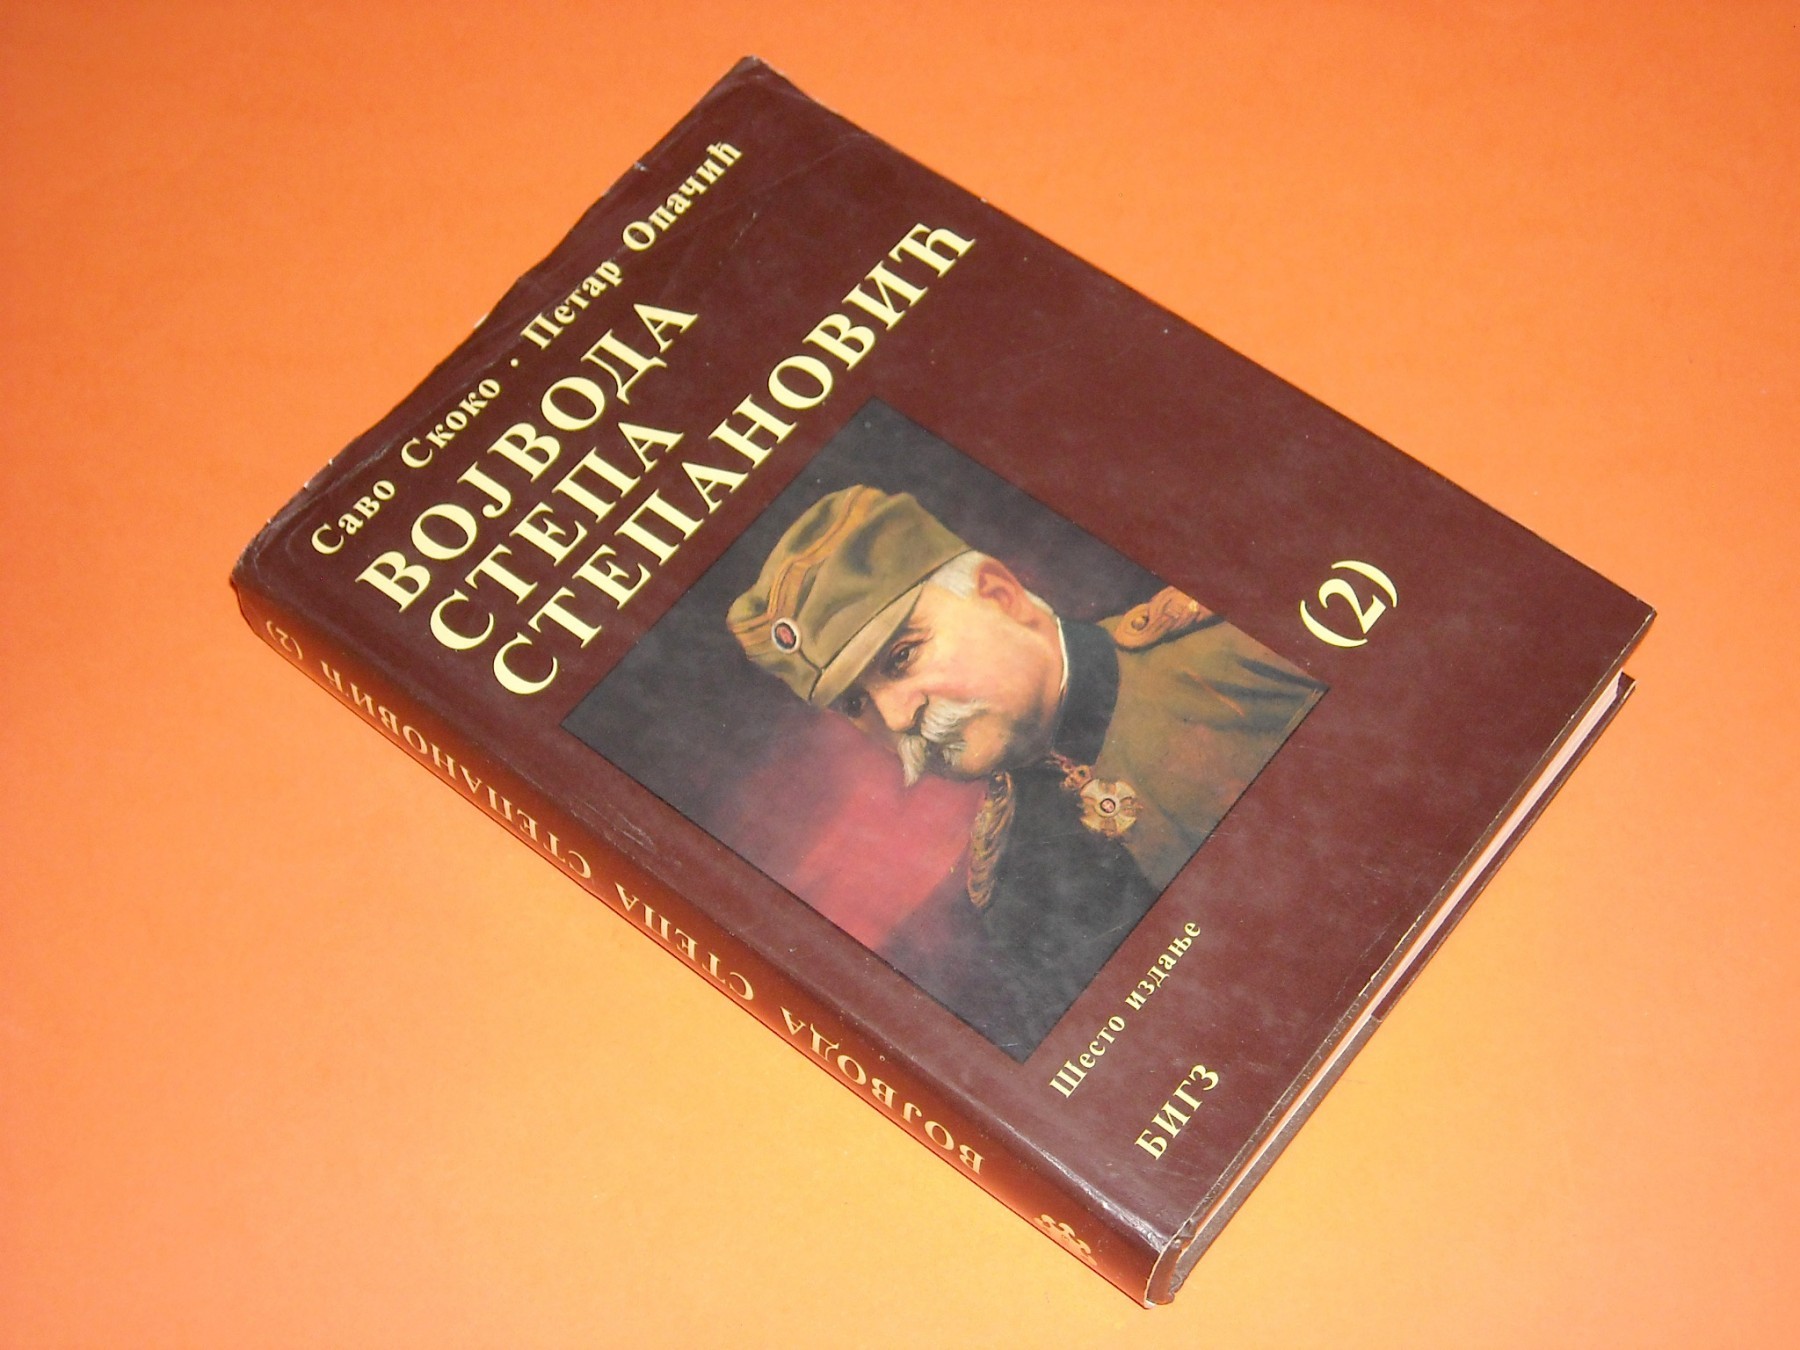 Саво Скоко · Петар Опачић
ВОЈВОДА
СТЕПА
СТЕПАНОВИЋ
(2)
Шесто издање
БИГЗ
ВОЈВОДА СТЕПА СТЕПАНОВИЋ (2)